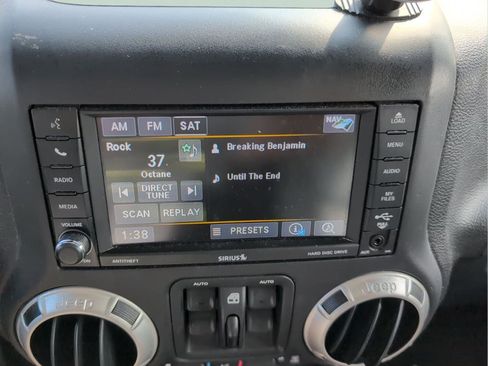 AM FM SAT NAV
LOAD
Rock
Breaking Benjamin
MENU
37
Octane
Until The End
RADIO
DIRECT TUNE
AUDIO
MEDIA
SCAN REPLAY
MY FILES
VOLUME
1:38
PRESETS
ANTITHEFT
SIRIUS
HARD DISC DRIVE
AUX
AUTO AUTO
Jeep
Jeep